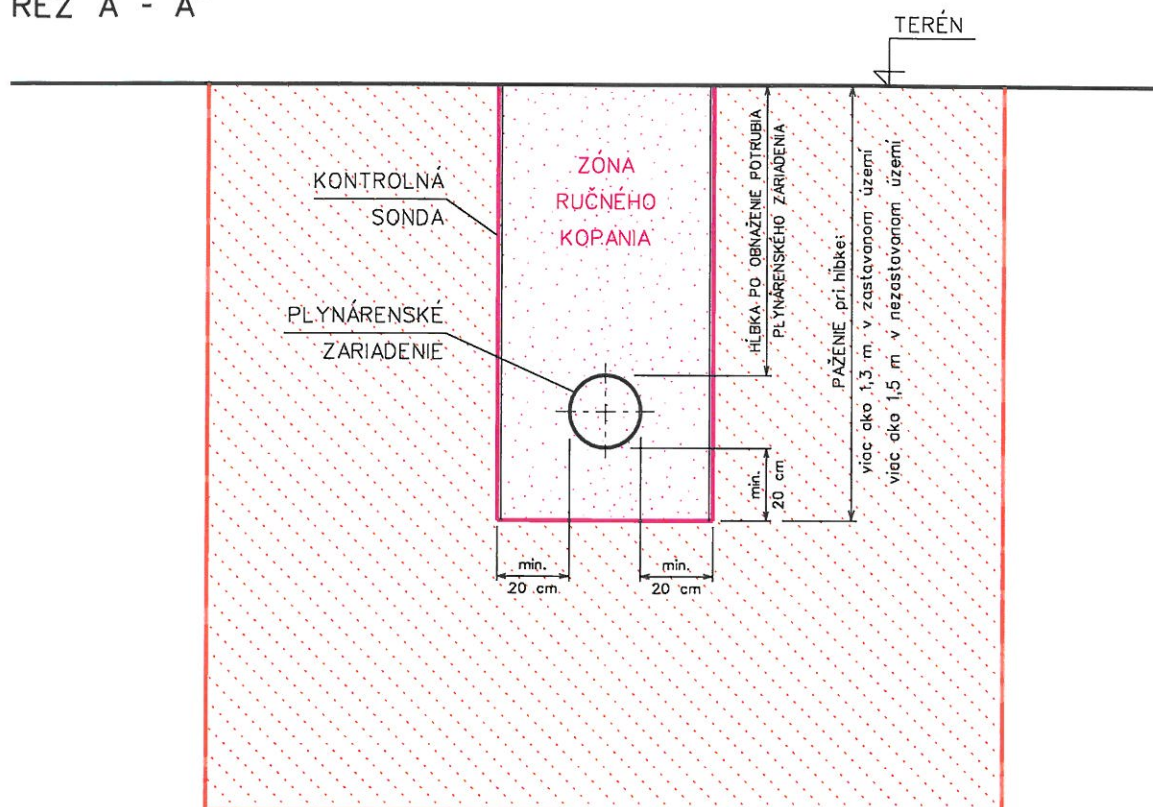 REZ A - A
TERÉN
ZÓNA
RUČNÉHO
KOPANIA
KONTROLNÁ
SONDA
PLYNÁRENSKÉ
ZARIADENIE
HĹBKA PO OBNAŽENIE POTRUBIA
PLYNÁRENSKÉHO ZARIADENIA
PAŽENIE pri hĺbke:
viac ako 1,3 m v zastavanom území
viac ako 1,5 m v nezastavanom území
min.
20 cm
min.
20 cm
min.
20 cm